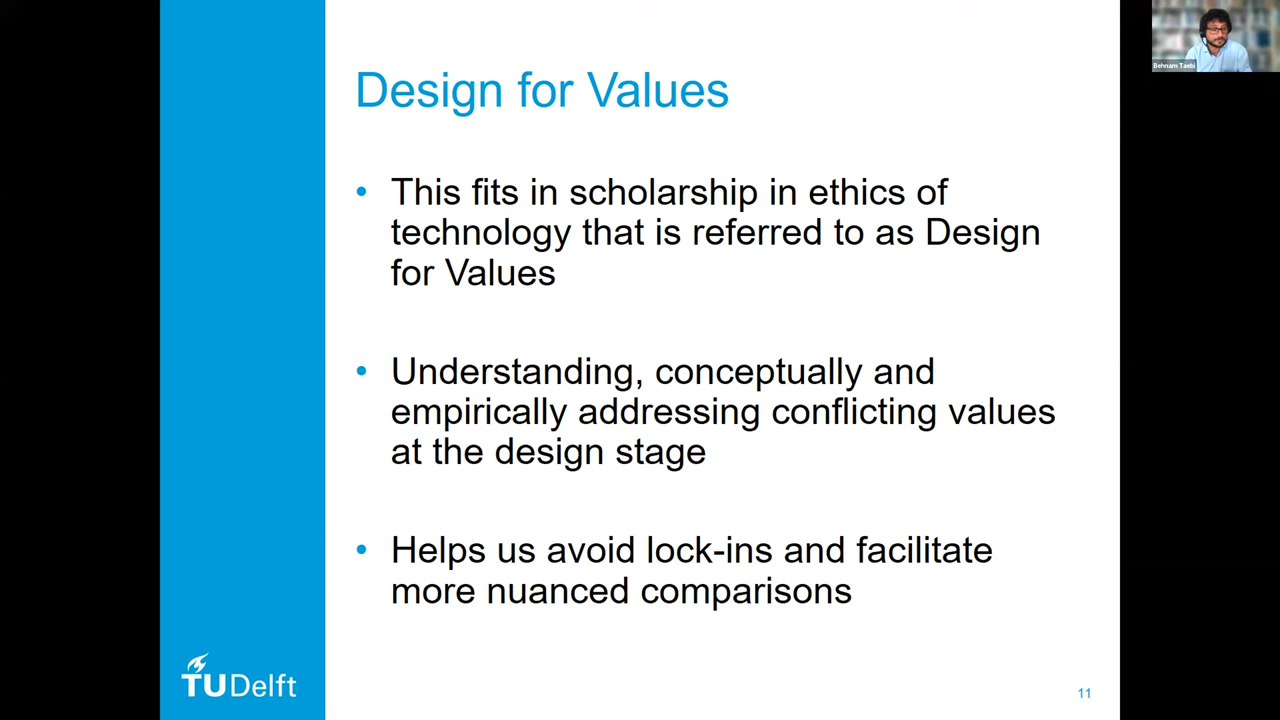 Design for Values
• This fits in scholarship in ethics of
technology that is referred to as Design
for Values
• Understanding, conceptually and
empirically addressing conflicting values
at the design stage
• Helps us avoid lock-ins and facilitate
more nuanced comparisons
TUDelft
11
Behnam Taebi